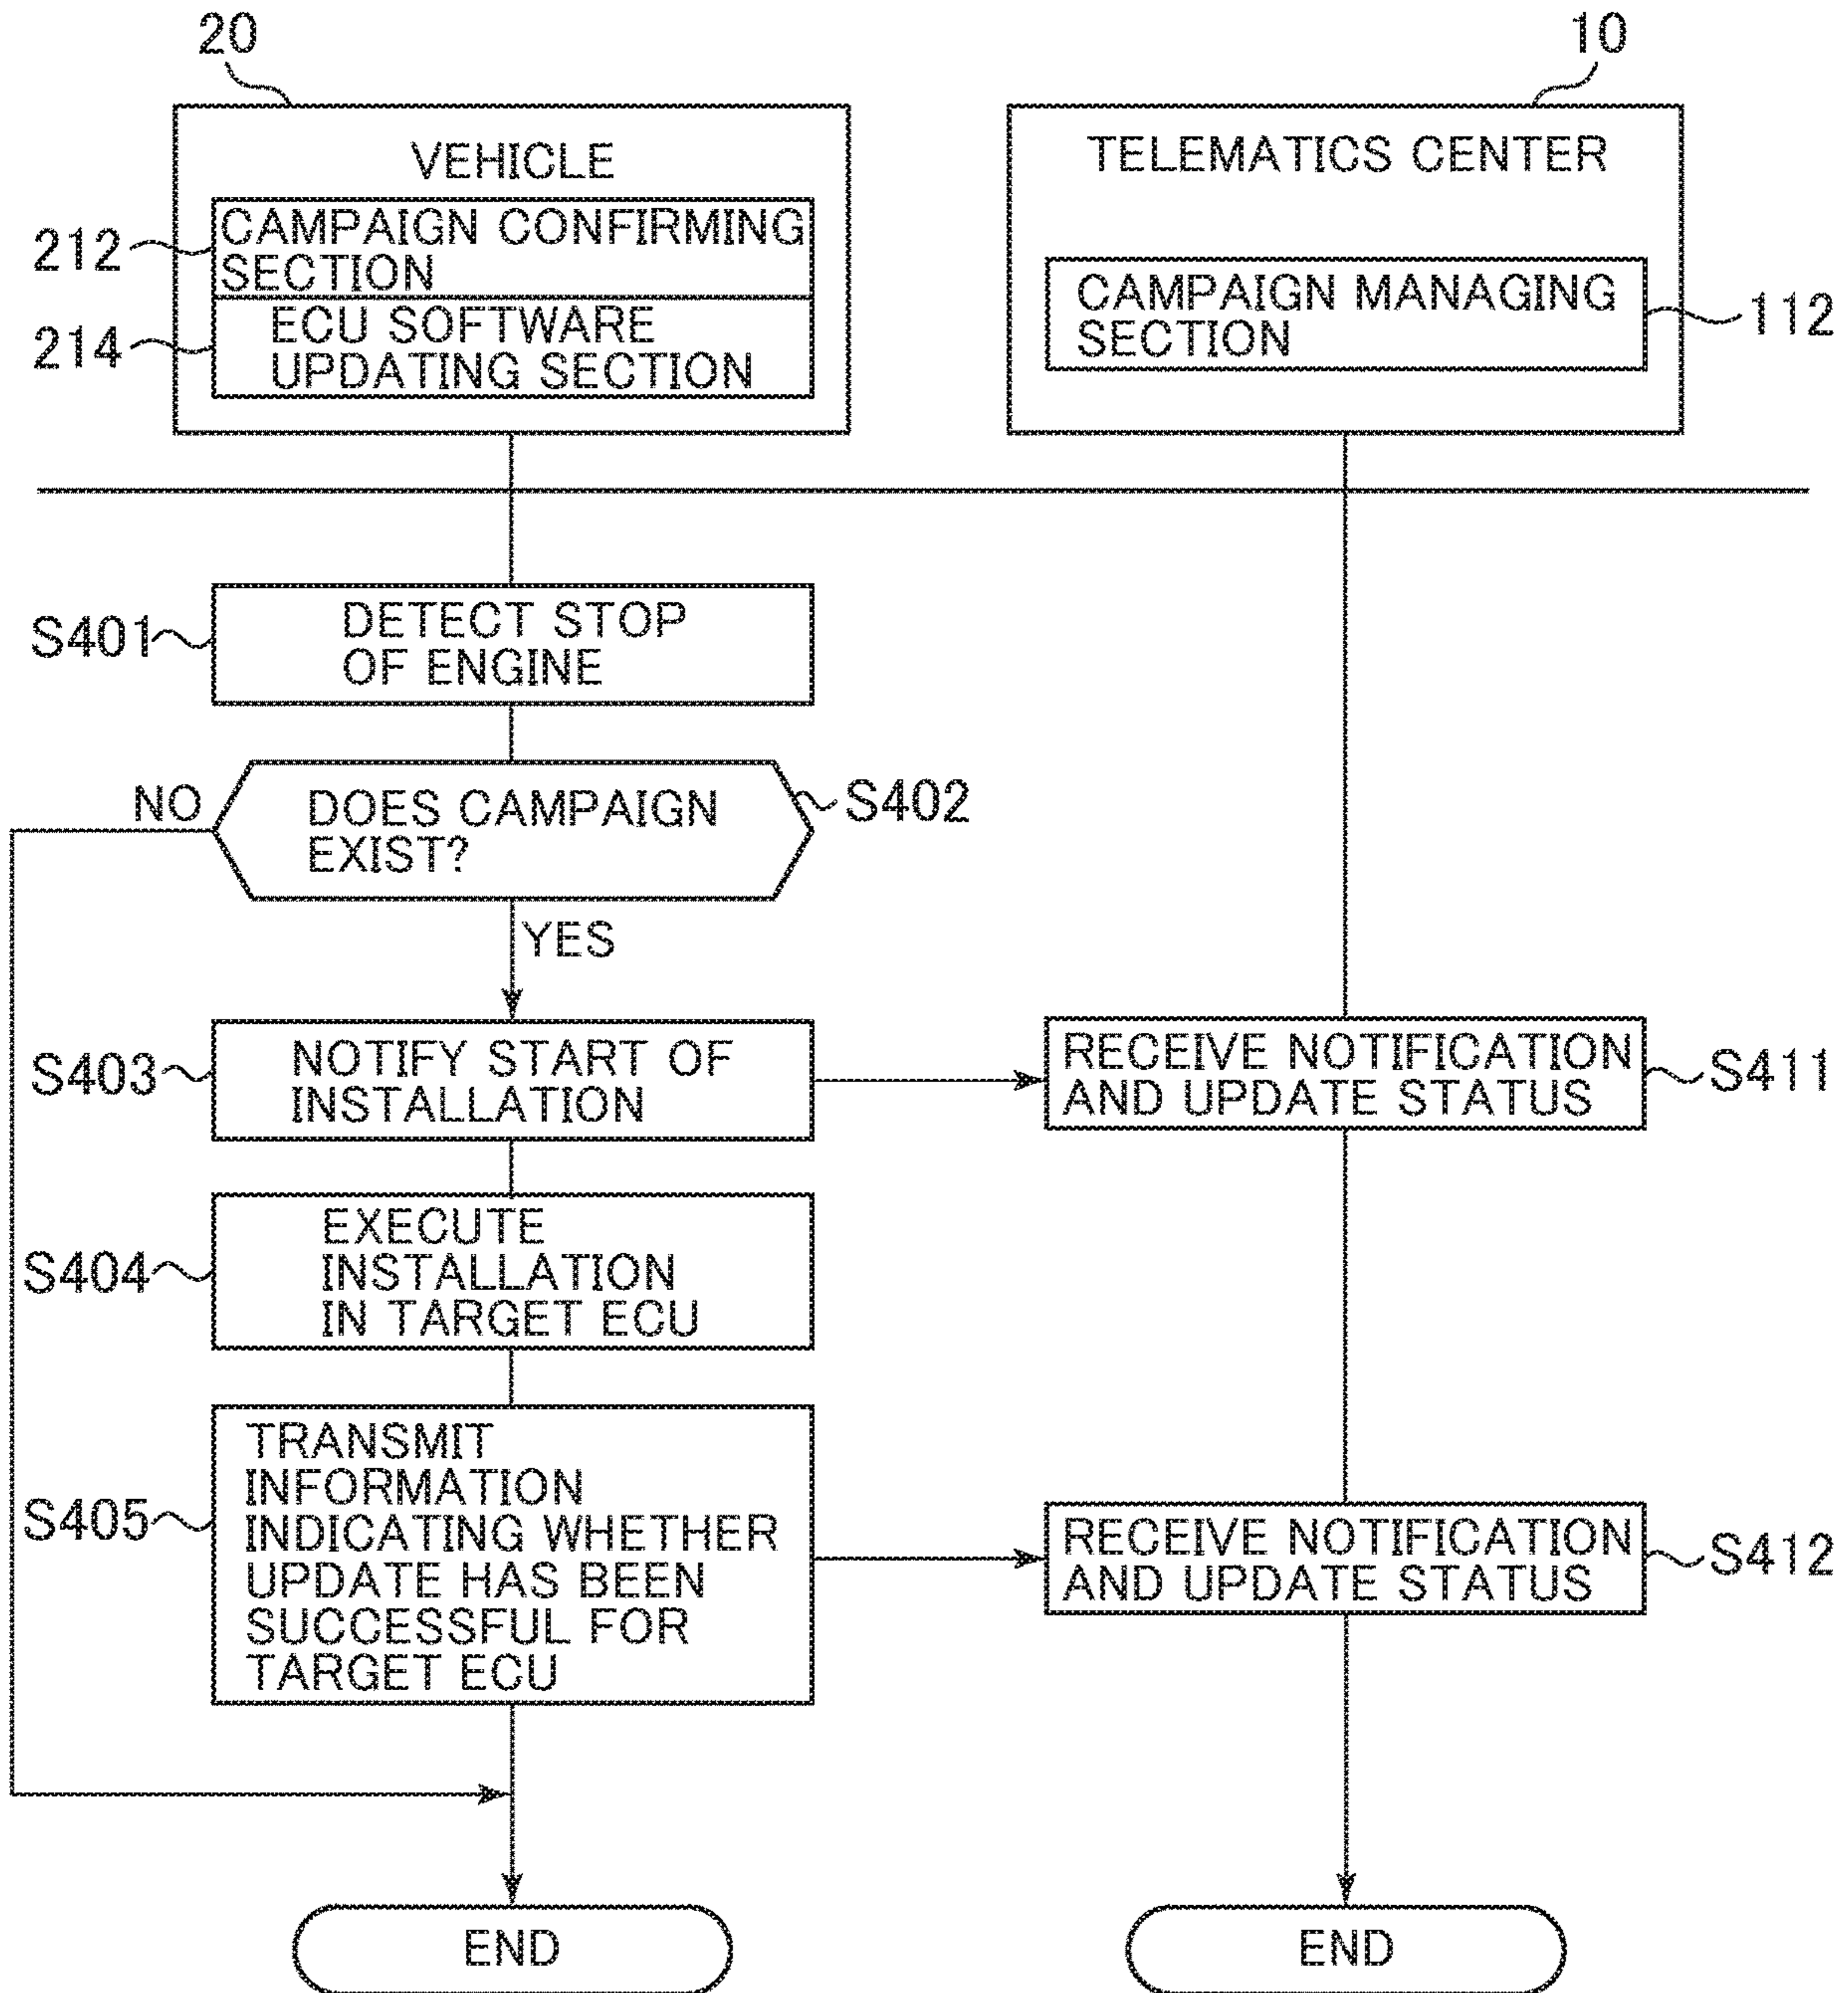 20
10
VEHICLE
TELEMATICS CENTER
212
CAMPAIGN CONFIRMING
SECTION
214
ECU SOFTWARE
UPDATING SECTION
CAMPAIGN MANAGING
SECTION
112
S401
DETECT STOP
OF ENGINE
NO
DOES CAMPAIGN
EXIST?
S402
YES
S403
NOTIFY START OF
INSTALLATION
RECEIVE NOTIFICATION
AND UPDATE STATUS
S411
S404
EXECUTE
INSTALLATION
IN TARGET ECU
S405
TRANSMIT
INFORMATION
INDICATING WHETHER
UPDATE HAS BEEN
SUCCESSFUL FOR
TARGET ECU
RECEIVE NOTIFICATION
AND UPDATE STATUS
S412
END
END